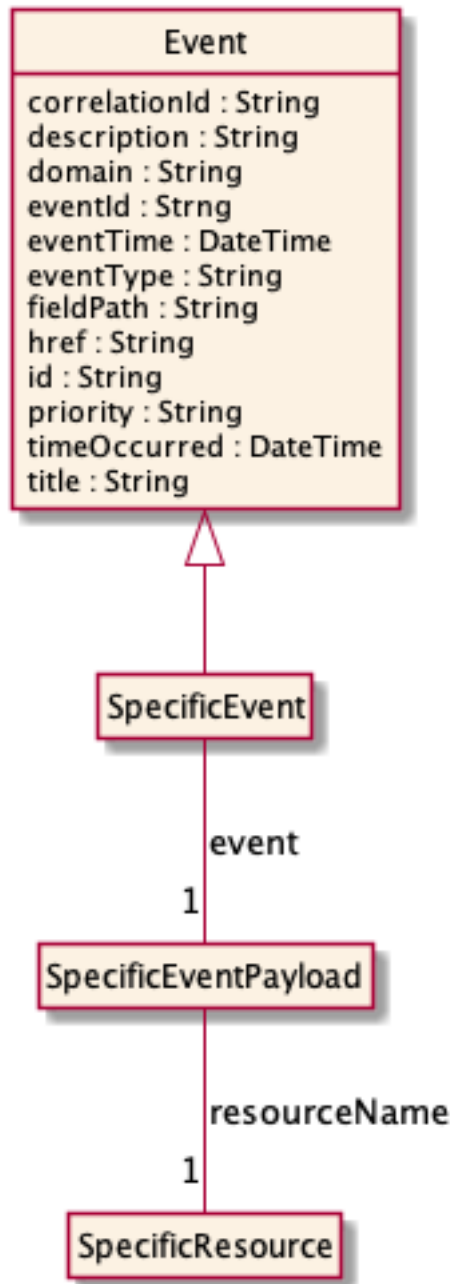 Event
correlationId : String
description : String
domain : String
eventId : Strng
eventTime : DateTime
eventType : String
fieldPath : String
href : String
id : String
priority : String
timeOccurred : DateTime
title : String
SpecificEvent
event
1
SpecificEventPayload
resourceName
1
SpecificResource